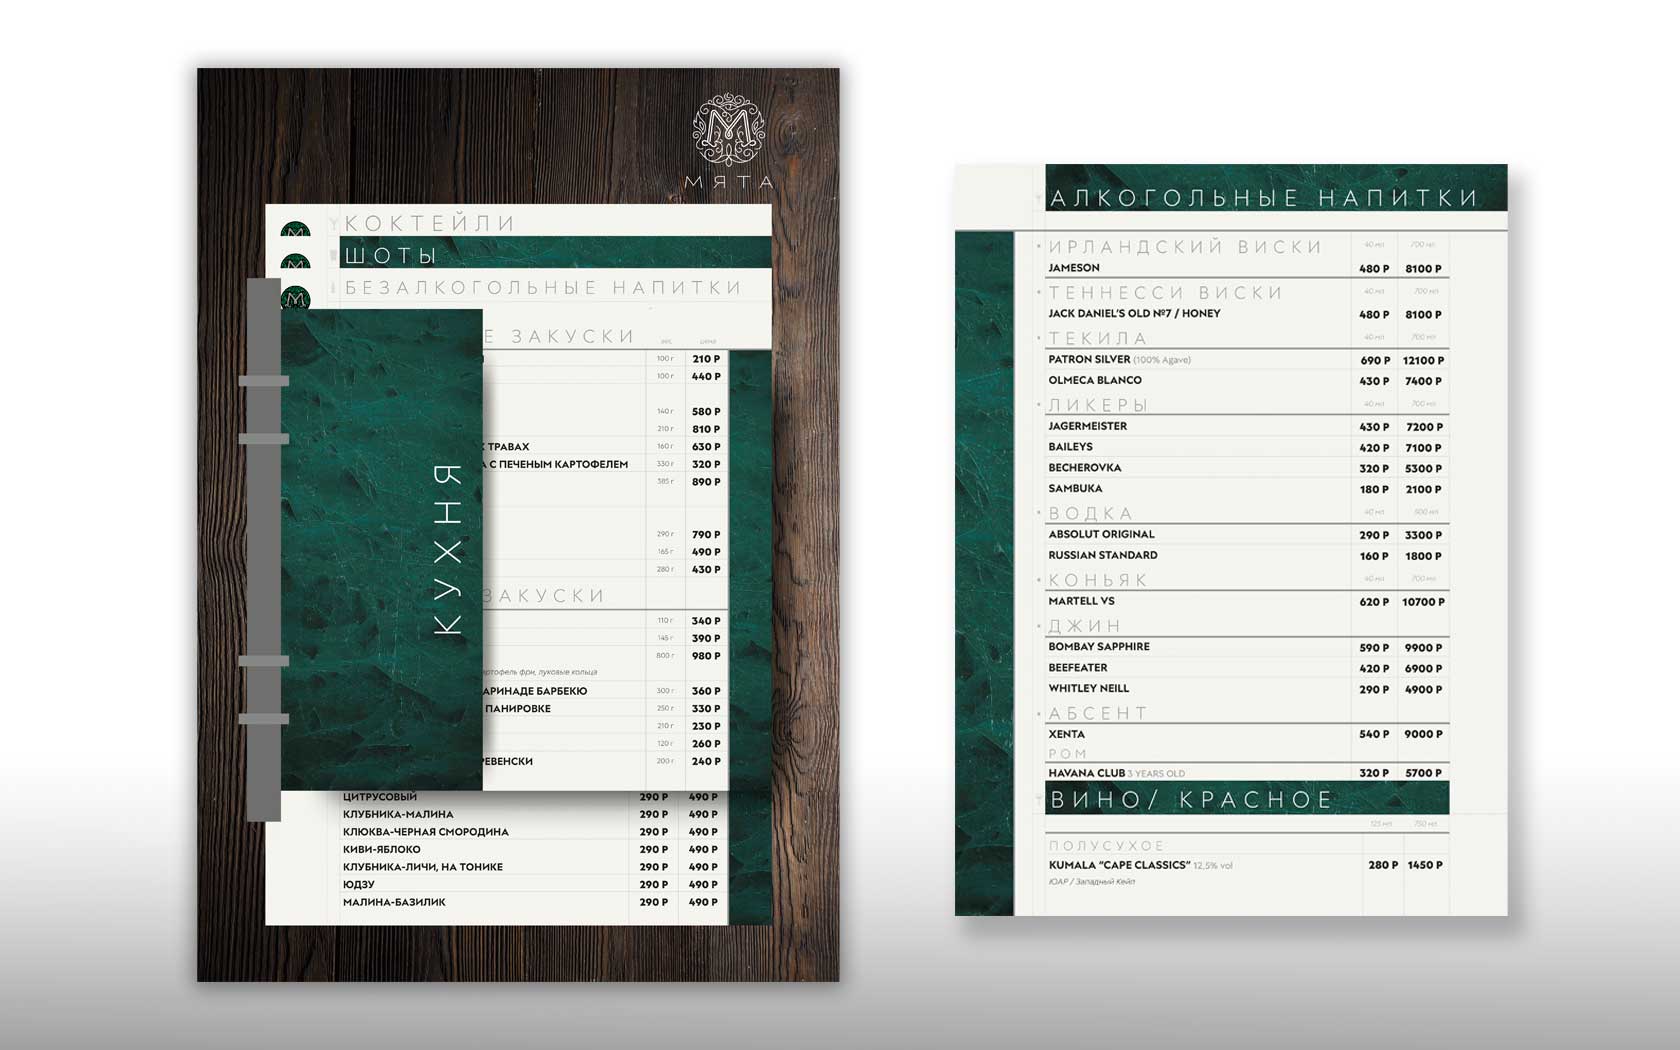 МЯТА
КОКТЕЙЛИ
ШОТЫ
БЕЗАЛКОГОЛЬНЫЕ НАПИТКИ
ЗАКУСКИ
вес цена
100 г 210 Р
100 г 440 Р
140 г 580 Р
210 г 810 Р
ТРАВАХ 160 г 630 Р
С ПЕЧЕНЫМ КАРТОФЕЛЕМ 330 г 320 Р
385 г 890 Р
290 г 790 Р
165 г 490 Р
280 г 430 Р
КУХНЯ
ЗАКУСКИ
110 г 340 Р
145 г 390 Р
800 г 980 Р
фри, луковые кольца
БАРБЕКЮ 300 г 360 Р
ПАНИРОВКЕ 250 г 330 Р
210 г 230 Р
120 г 260 Р
200 г 240 Р
ЦИТРУСОВЫЙ 290 Р 490 Р
КЛУБНИКА-МАЛИНА 290 Р 490 Р
КЛЮКВА-ЧЕРНАЯ СМОРОДИНА 290 Р 490 Р
КИВИ-ЯБЛОКО 290 Р 490 Р
КЛУБНИКА-ЛИЧИ, НА ТОНИКЕ 290 Р 490 Р
ЮДЗУ 290 Р 490 Р
МАЛИНА-БАЗИЛИК 290 Р 490 Р
АЛКОГОЛЬНЫЕ НАПИТКИ
ИРЛАНДСКИЙ ВИСКИ 40 мл. 700 мл.
JAMESON 480 Р 8100 Р
ТЕННЕССИ ВИСКИ 40 мл. 700 мл.
JACK DANIEL'S OLD №7 / HONEY 480 Р 8100 Р
ТЕКИЛА 40 мл. 700 мл.
PATRON SILVER (100% Agave) 690 Р 12100 Р
OLMECA BLANCO 430 Р 7400 Р
ЛИКЕРЫ 40 мл. 700 мл.
JAGERMEISTER 430 Р 7200 Р
BAILEYS 420 Р 7100 Р
BECHEROVKA 320 Р 5300 Р
SAMBUKA 180 Р 2100 Р
ВОДКА 40 мл. 500 мл.
ABSOLUT ORIGINAL 290 Р 3300 Р
RUSSIAN STANDARD 160 Р 1800 Р
КОНЬЯК 40 мл. 700 мл.
MARTELL VS 620 Р 10700 Р
ДЖИН
BOMBAY SAPPHIRE 590 Р 9900 Р
BEEFEATER 420 Р 6900 Р
WHITLEY NEILL 290 Р 4900 Р
АБСЕНТ
XENTA 540 Р 9000 Р
РОМ
HAVANA CLUB 3 YEARS OLD 320 Р 5700 Р
ВИНО/ КРАСНОЕ
125 мл. 750 мл.
ПОЛУСУХОЕ
KUMALA “CAPE CLASSICS” 12,5% vol 280 Р 1450 Р
ЮАР / Западный Кейп